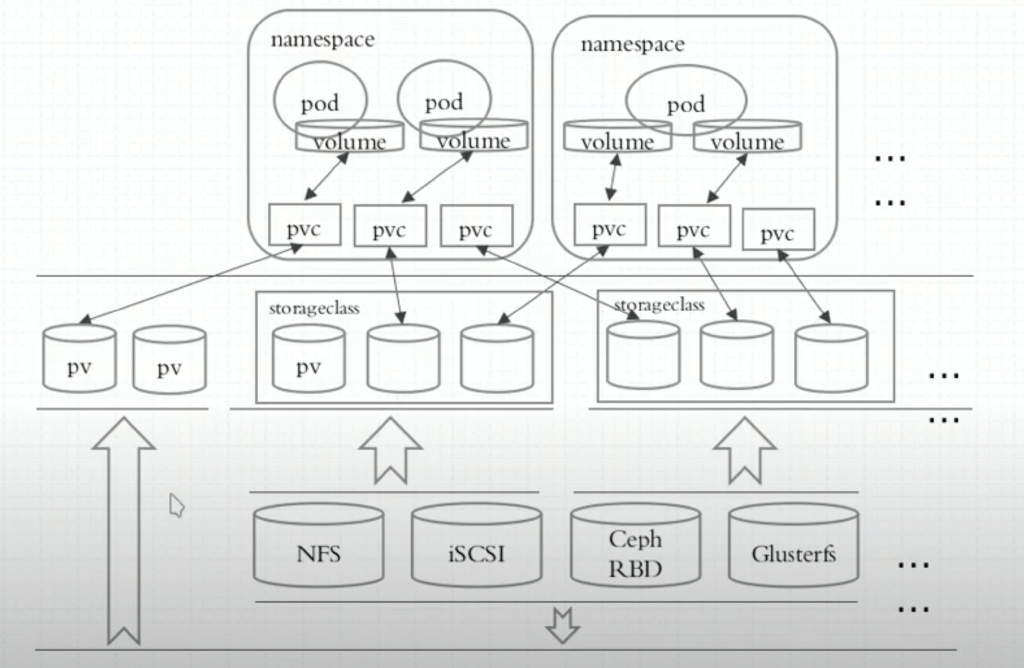 namespace
namespace
pod
pod
pod
volume
volume
volume
volume
...
...
pvc
pvc
pvc
pvc
pvc
pvc
storageclass
storageclass
pv
pv
pv
...
...
NFS
iSCSI
Ceph
RBD
Glusterfs
...
...